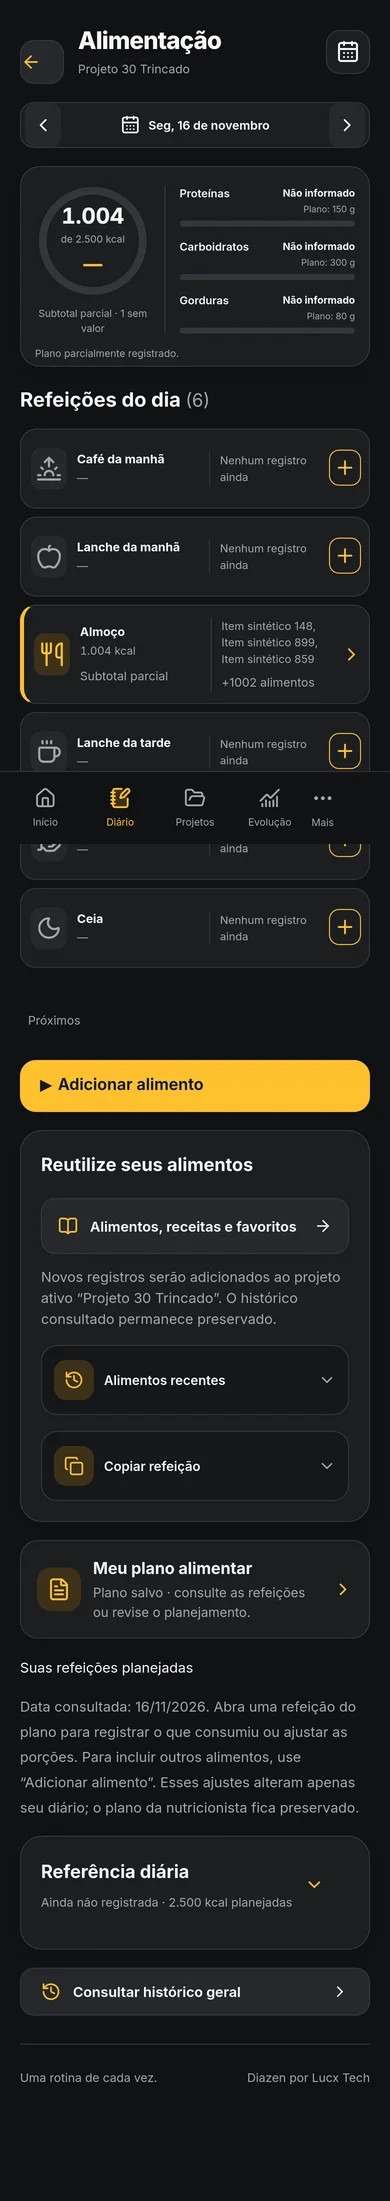 Alimentação
Projeto 30 Trincado
Seg, 16 de novembro
1.004
de 2.500 kcal
—
Subtotal parcial · 1 sem
valor
Proteínas
Não informado
Plano: 150 g
Carboidratos
Não informado
Plano: 300 g
Gorduras
Não informado
Plano: 80 g
Plano parcialmente registrado.
Refeições do dia (6)
Café da manhã
—
Nenhum registro
ainda
Lanche da manhã
—
Nenhum registro
ainda
Almoço
1.004 kcal
Subtotal parcial
Item sintético 148,
Item sintético 899,
Item sintético 859
+1002 alimentos
Lanche da tarde
—
Nenhum registro
ainda
Início
Diário
Projetos
Evolução
Mais
—
ainda
Ceia
—
Nenhum registro
ainda
Próximos
▶ Adicionar alimento
Reutilize seus alimentos
Alimentos, receitas e favoritos
Novos registros serão adicionados ao projeto
ativo “Projeto 30 Trincado”. O histórico
consultado permanece preservado.
Alimentos recentes
Copiar refeição
Meu plano alimentar
Plano salvo · consulte as refeições
ou revise o planejamento.
Suas refeições planejadas
Data consultada: 16/11/2026. Abra uma refeição do
plano para registrar o que consumiu ou ajustar as
porções. Para incluir outros alimentos, use
“Adicionar alimento”. Esses ajustes alteram apenas
seu diário; o plano da nutricionista fica preservado.
Referência diária
Ainda não registrada · 2.500 kcal planejadas
Consultar histórico geral
Uma rotina de cada vez.
Diazen por Lucx Tech